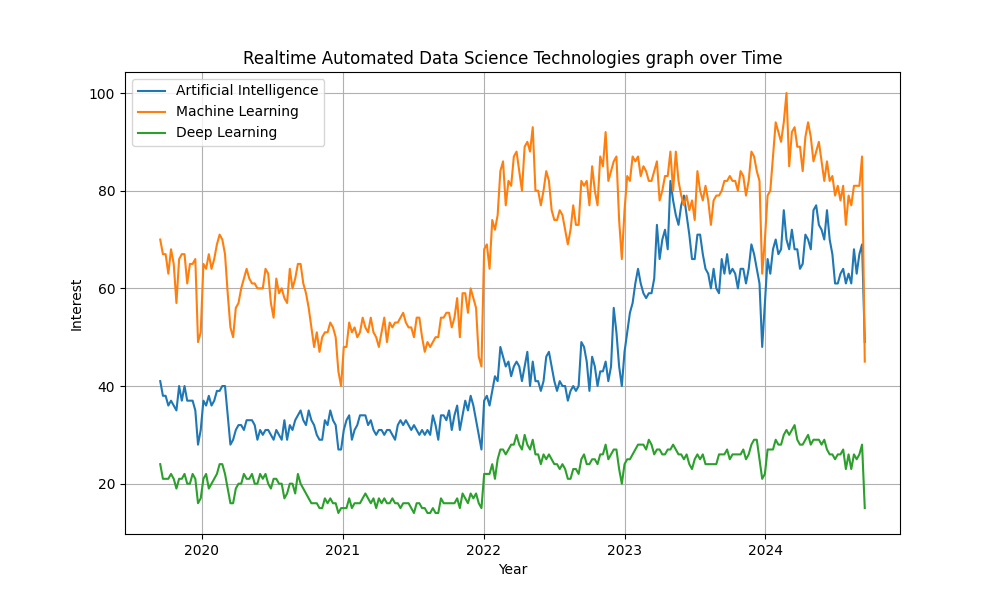 Realtime Automated Data Science Technologies graph over Time
Artificial Intelligence
Machine Learning
Deep Learning
100
80
60
40
20
Interest
2020
2021
2022
2023
2024
Year